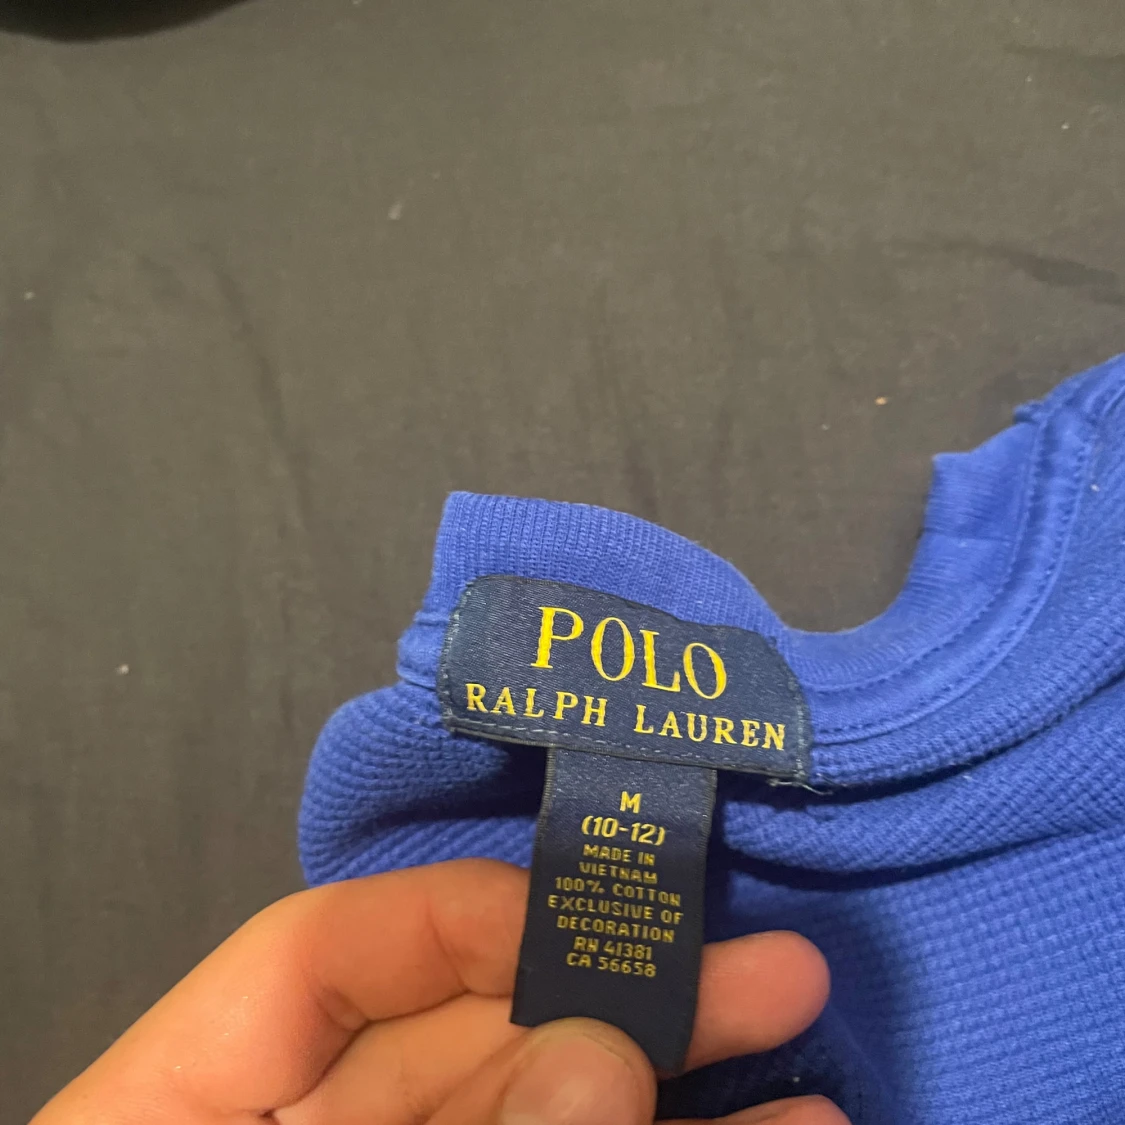 POLO
RALPH LAUREN
M
(10-12)
MADE IN
VIETNAM
100% COTTON
EXCLUSIVE OF
DECORATION
RN 41381
CA 56658